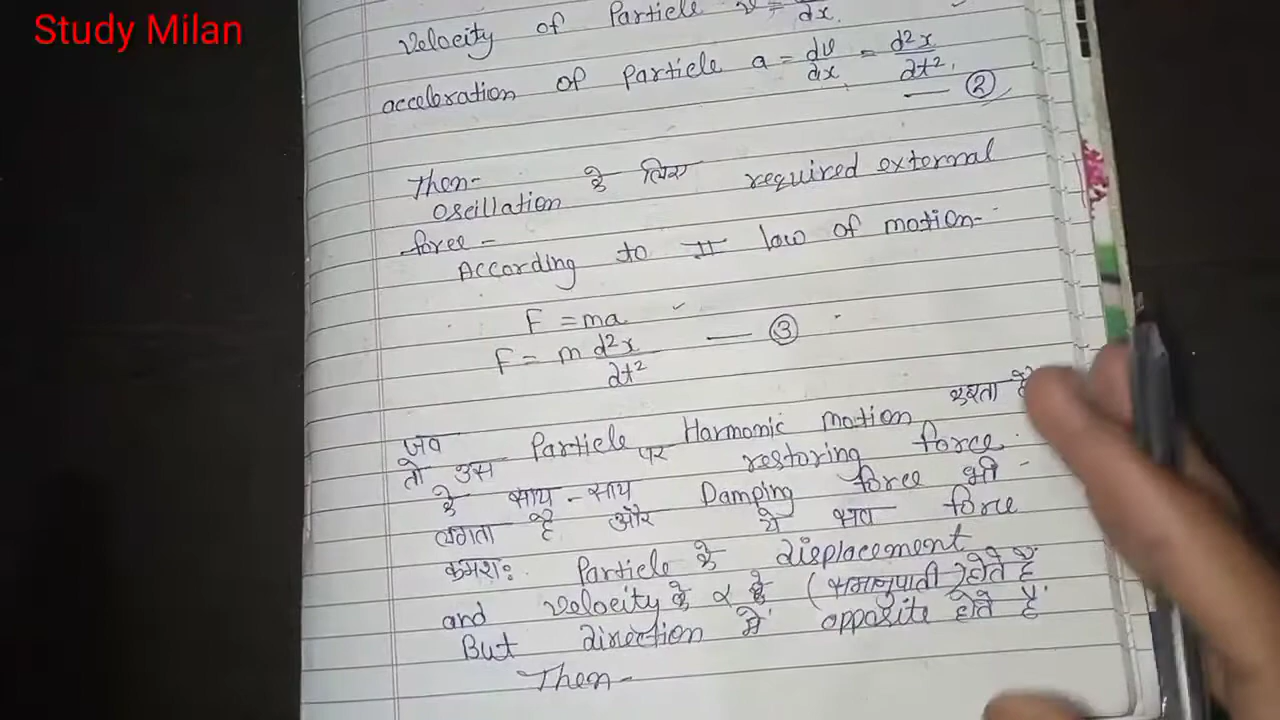 Study Milan
Velocity of Particle v = dx
acceleration of Particle a = dv/dx = d²x/dt². — ②
Then-
Oscillation के लिए required external
force -
According to II law of motion-
F = ma
F = m d²x/dt² — ③
जब Particle Harmonic motion करता है
तो उस पर restoring force
के साथ - साथ Damping force भी -
लगता है और ये सब force
क्रमशः Particle के displacement
and velocity के ∝ के (समानुपाती) होते हैं
But direction में opposite होते हैं.
Then-